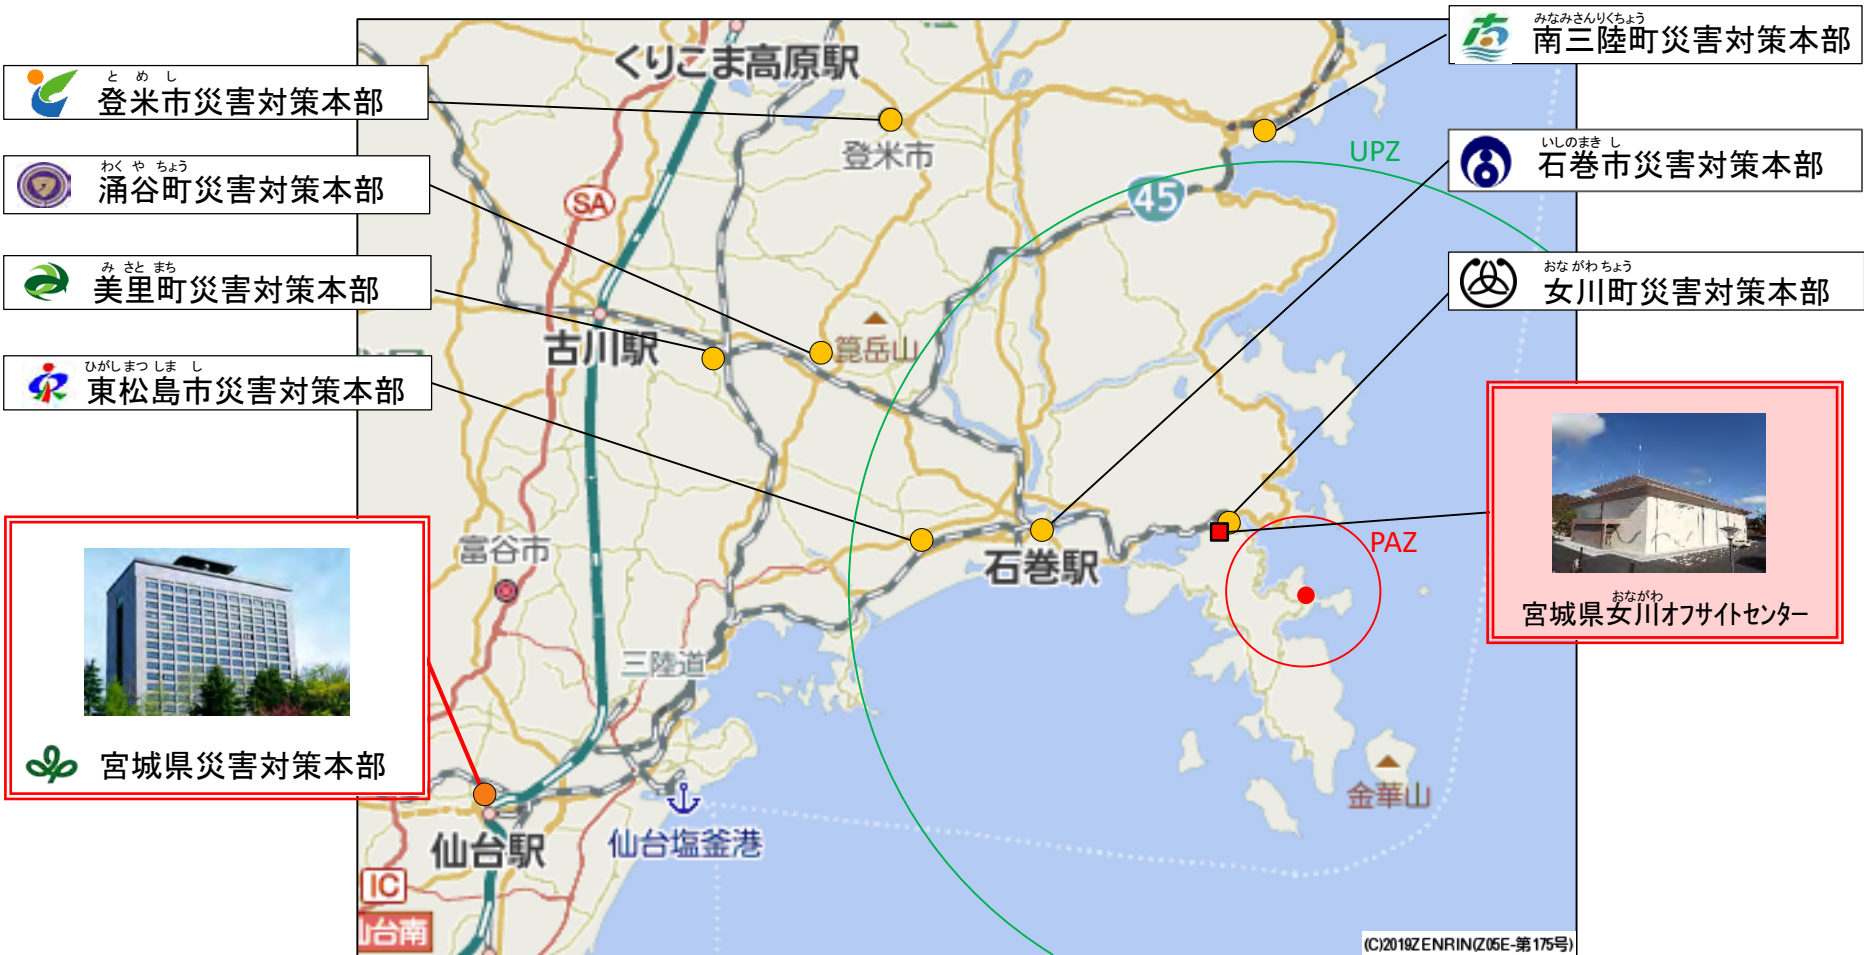 とめし
登米市災害対策本部
わくやちょう
涌谷町災害対策本部
みさとまち
美里町災害対策本部
ひがしまつしまし
東松島市災害対策本部
宮城県災害対策本部
みなみさんりくちょう
南三陸町災害対策本部
いしのまきし
石巻市災害対策本部
おながわちょう
女川町災害対策本部
おながわ
宮城県女川オフサイトセンター
くりこま高原駅
登米市
UPZ
45
SA
古川駅
箟岳山
富谷市
石巻駅
PAZ
三陸道
金華山
仙台駅
仙台塩釜港
IC
仙台南
(C)2019ZENRIN(Z05E-第175号)